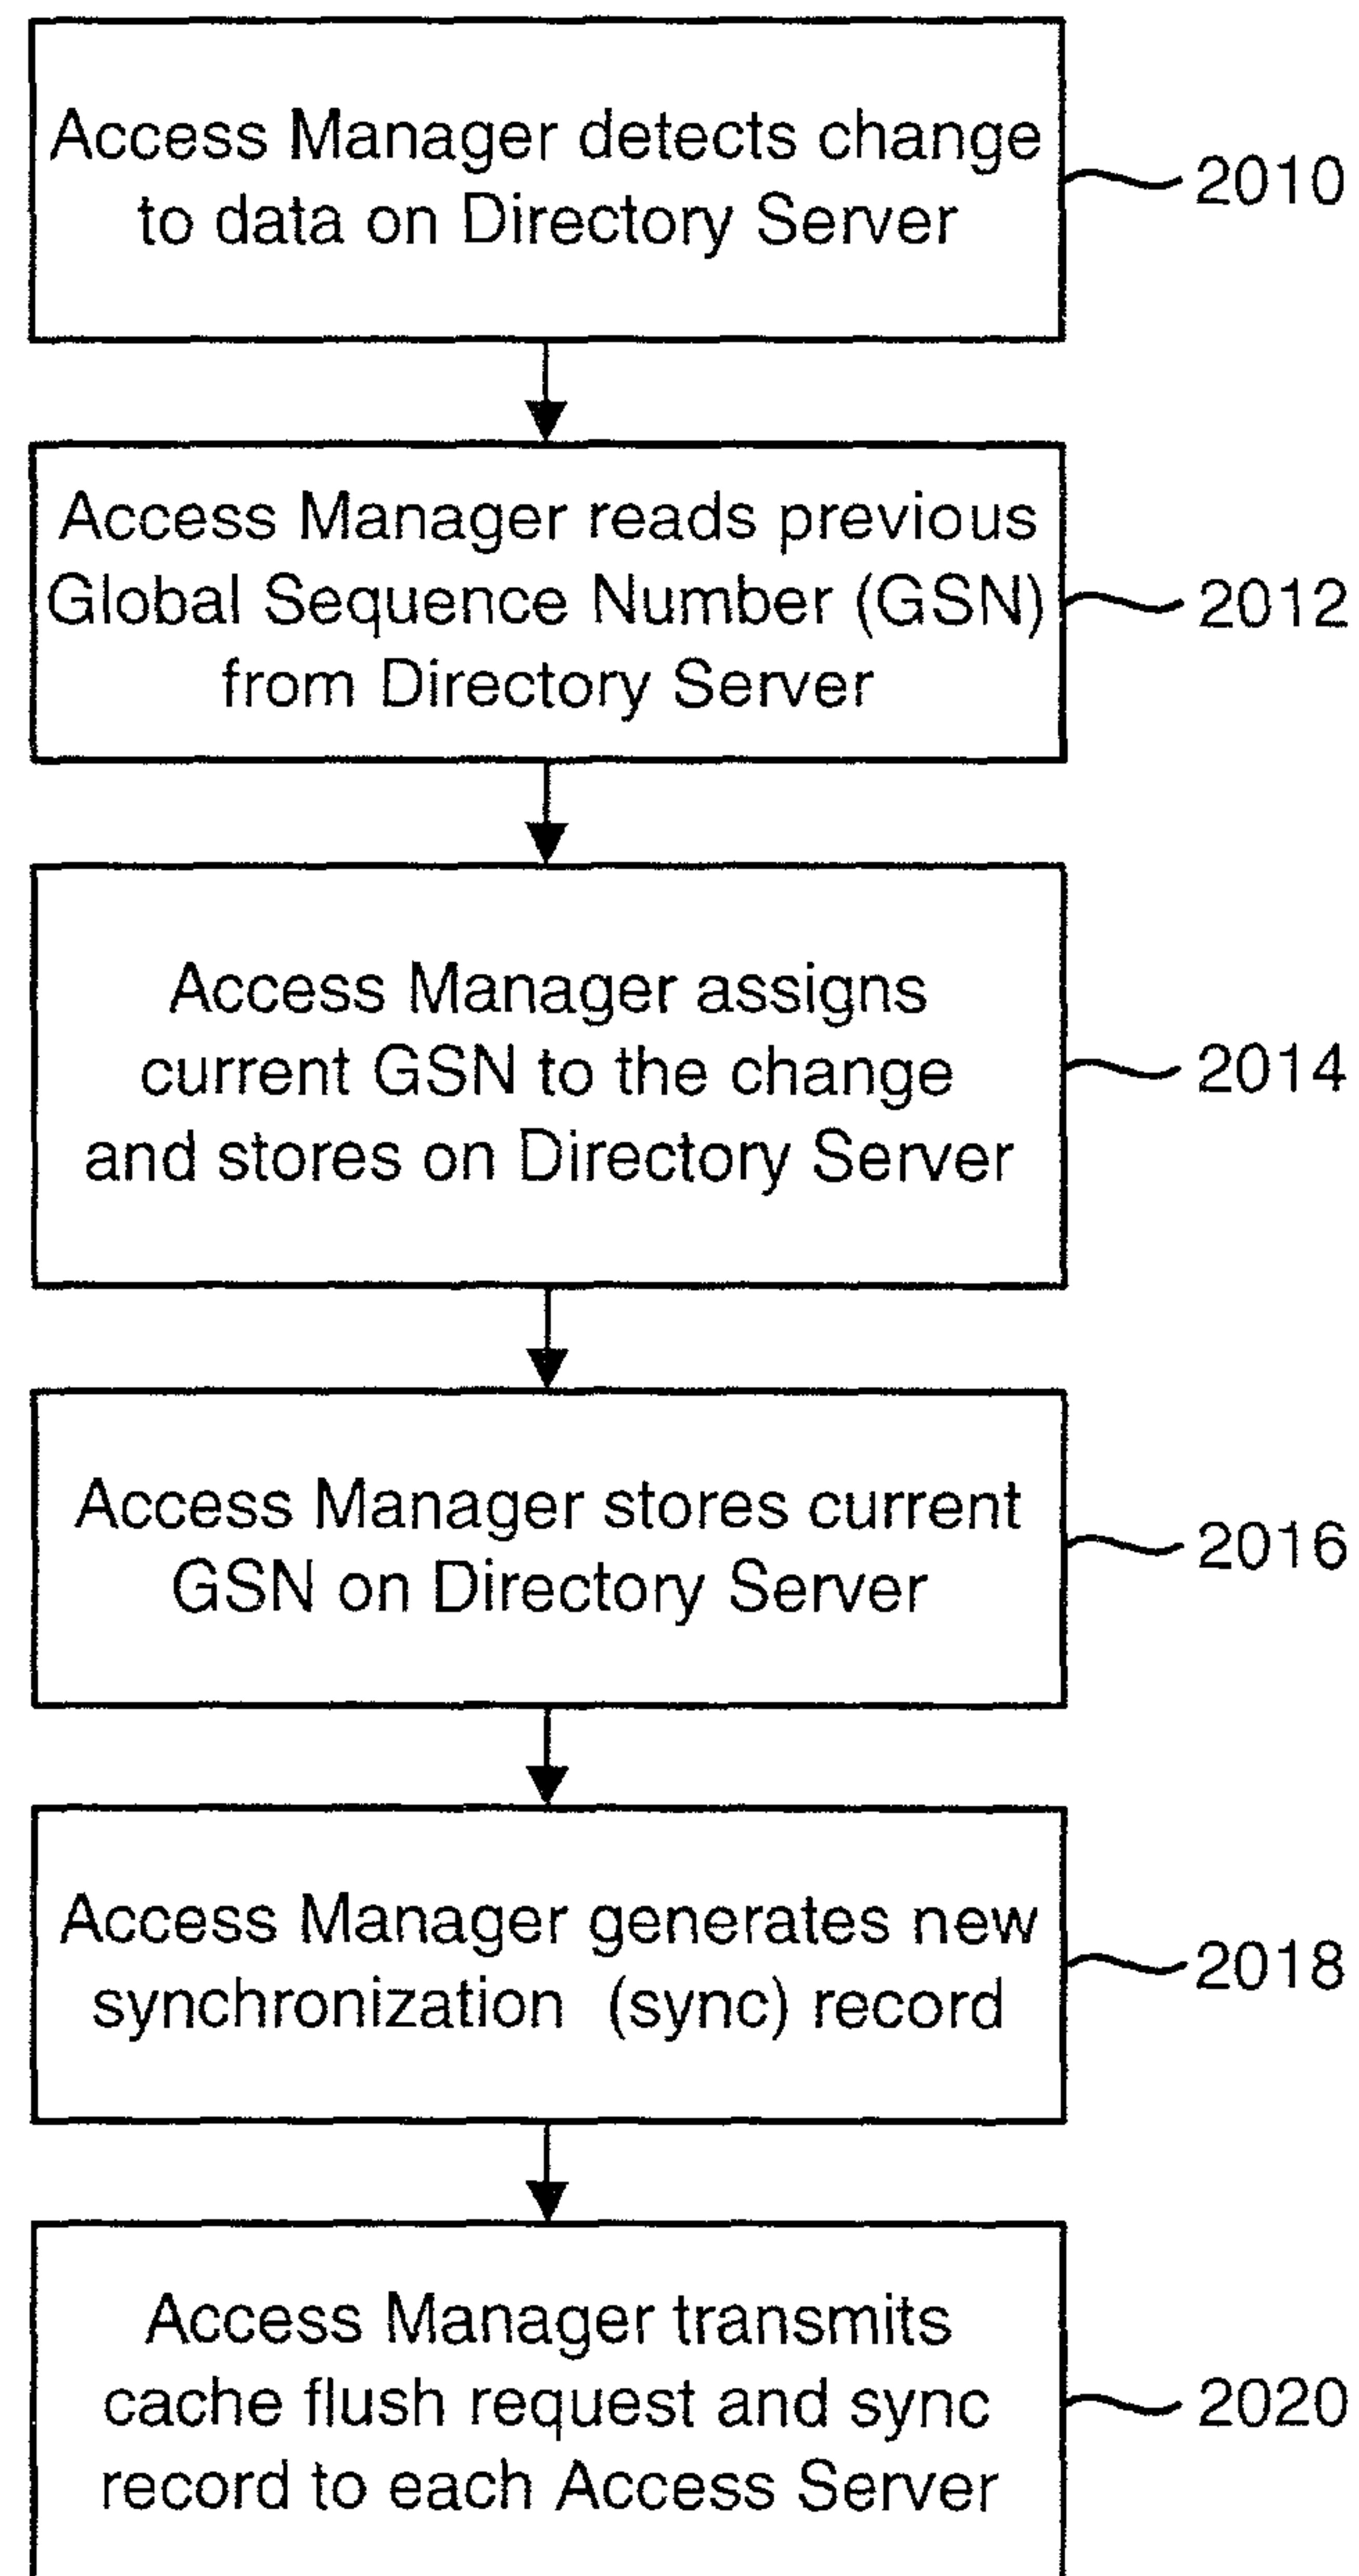 Access Manager detects change
to data on Directory Server
2010
Access Manager reads previous
Global Sequence Number (GSN)
from Directory Server
2012
Access Manager assigns
current GSN to the change
and stores on Directory Server
2014
Access Manager stores current
GSN on Directory Server
2016
Access Manager generates new
synchronization (sync) record
2018
Access Manager transmits
cache flush request and sync
record to each Access Server
2020